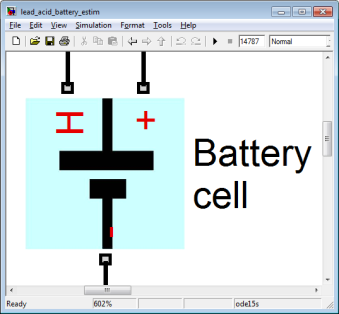 lead_acid_battery_estim
File Edit View Simulation Format Tools Help
14787 Normal
H +
Battery
cell
Ready 602% ode15s